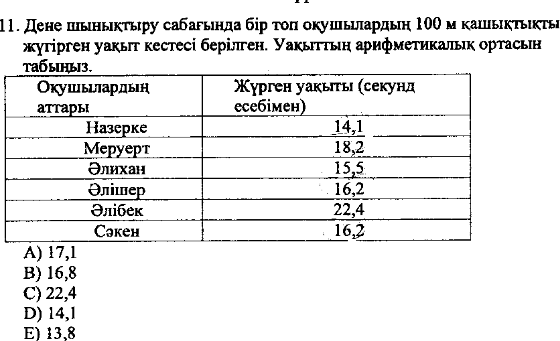 11. Дене шынықтыру сабағында бір топ оқушылардың 100 м қашықтықты
жүгірген уақыт кестесі берілген. Уақыттың арифметикалық ортасын
табыңыз.
Оқушылардың аттары Жүрген уақыты (секунд есебімен)
Назерке 14,1
Меруерт 18,2
Әлихан 15,5
Әлішер 16,2
Әлібек 22,4
Сәкен 16,2
A) 17,1
B) 16,8
C) 22,4
D) 14,1
E) 13,8